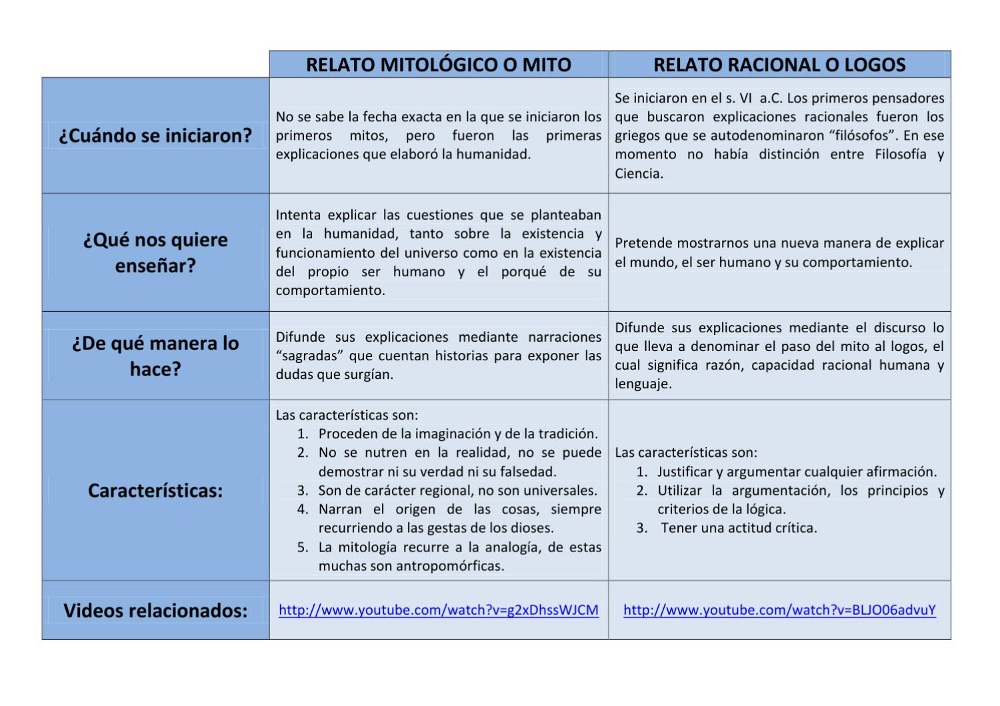 RELATO MITOLÓGICO O MITO
RELATO RACIONAL O LOGOS
¿Cuándo se iniciaron?
No se sabe la fecha exacta en la que se iniciaron los
primeros mitos, pero fueron las primeras
explicaciones que elaboró la humanidad.
Se iniciaron en el s. VI a.C. Los primeros pensadores
que buscaron explicaciones racionales fueron los
griegos que se autodenominaron “filósofos”. En ese
momento no había distinción entre Filosofía y
Ciencia.
¿Qué nos quiere
enseñar?
Intenta explicar las cuestiones que se planteaban
en la humanidad, tanto sobre la existencia y
funcionamiento del universo como en la existencia
del propio ser humano y el porqué de su
comportamiento.
Pretende mostrarnos una nueva manera de explicar
el mundo, el ser humano y su comportamiento.
¿De qué manera lo
hace?
Difunde sus explicaciones mediante narraciones
“sagradas” que cuentan historias para exponer las
dudas que surgían.
Difunde sus explicaciones mediante el discurso lo
que lleva a denominar el paso del mito al logos, el
cual significa razón, capacidad racional humana y
lenguaje.
Características:
Las características son:
1. Proceden de la imaginación y de la tradición.
2. No se nutren en la realidad, no se puede
demostrar ni su verdad ni su falsedad.
3. Son de carácter regional, no son universales.
4. Narran el origen de las cosas, siempre
recurriendo a las gestas de los dioses.
5. La mitología recurre a la analogía, de estas
muchas son antropomórficas.
Las características son:
1. Justificar y argumentar cualquier afirmación.
2. Utilizar la argumentación, los principios y
criterios de la lógica.
3. Tener una actitud crítica.
Videos relacionados:
http://www.youtube.com/watch?v=g2xDhssWJCM
http://www.youtube.com/watch?v=BLJO06advuY